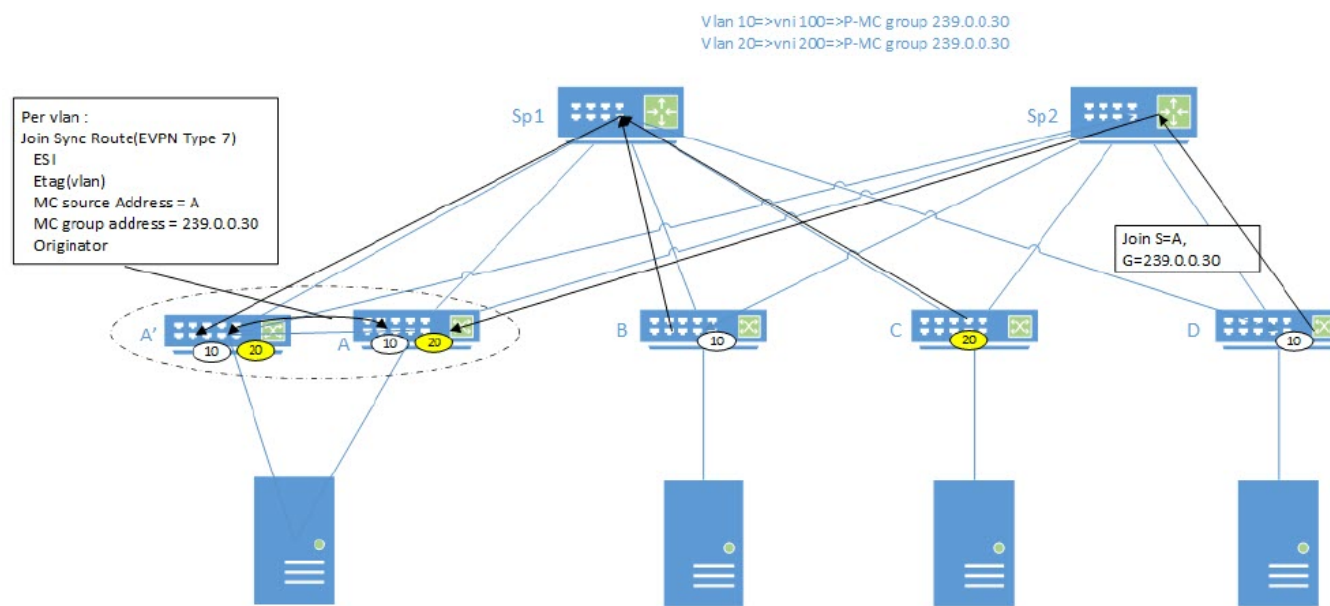 Vlan 10=>vni 100=>P-MC group 239.0.0.30
Vlan 20=>vni 200=>P-MC group 239.0.0.30
Per vlan :
Join Sync Route(EVPN Type 7)
ESI
Etag(vlan)
MC source Address = A
MC group address = 239.0.0.30
Originator
Sp1
Sp2
Join S=A,
G=239.0.0.30
A'
10
20
A
10
20
B
10
C
20
D
10